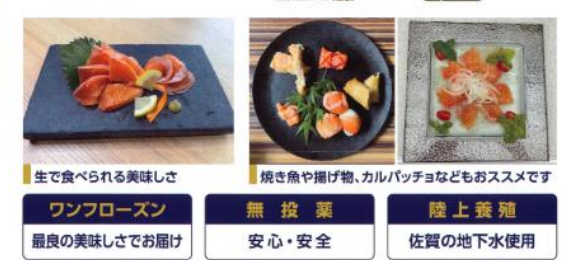 生で食べられる美味しさ
焼き魚や揚げ物、カルパッチョなどもおススメです
ワンフローズン
最良の美味しさでお届け
無投薬
安心・安全
陸上養殖
佐賀の地下水使用